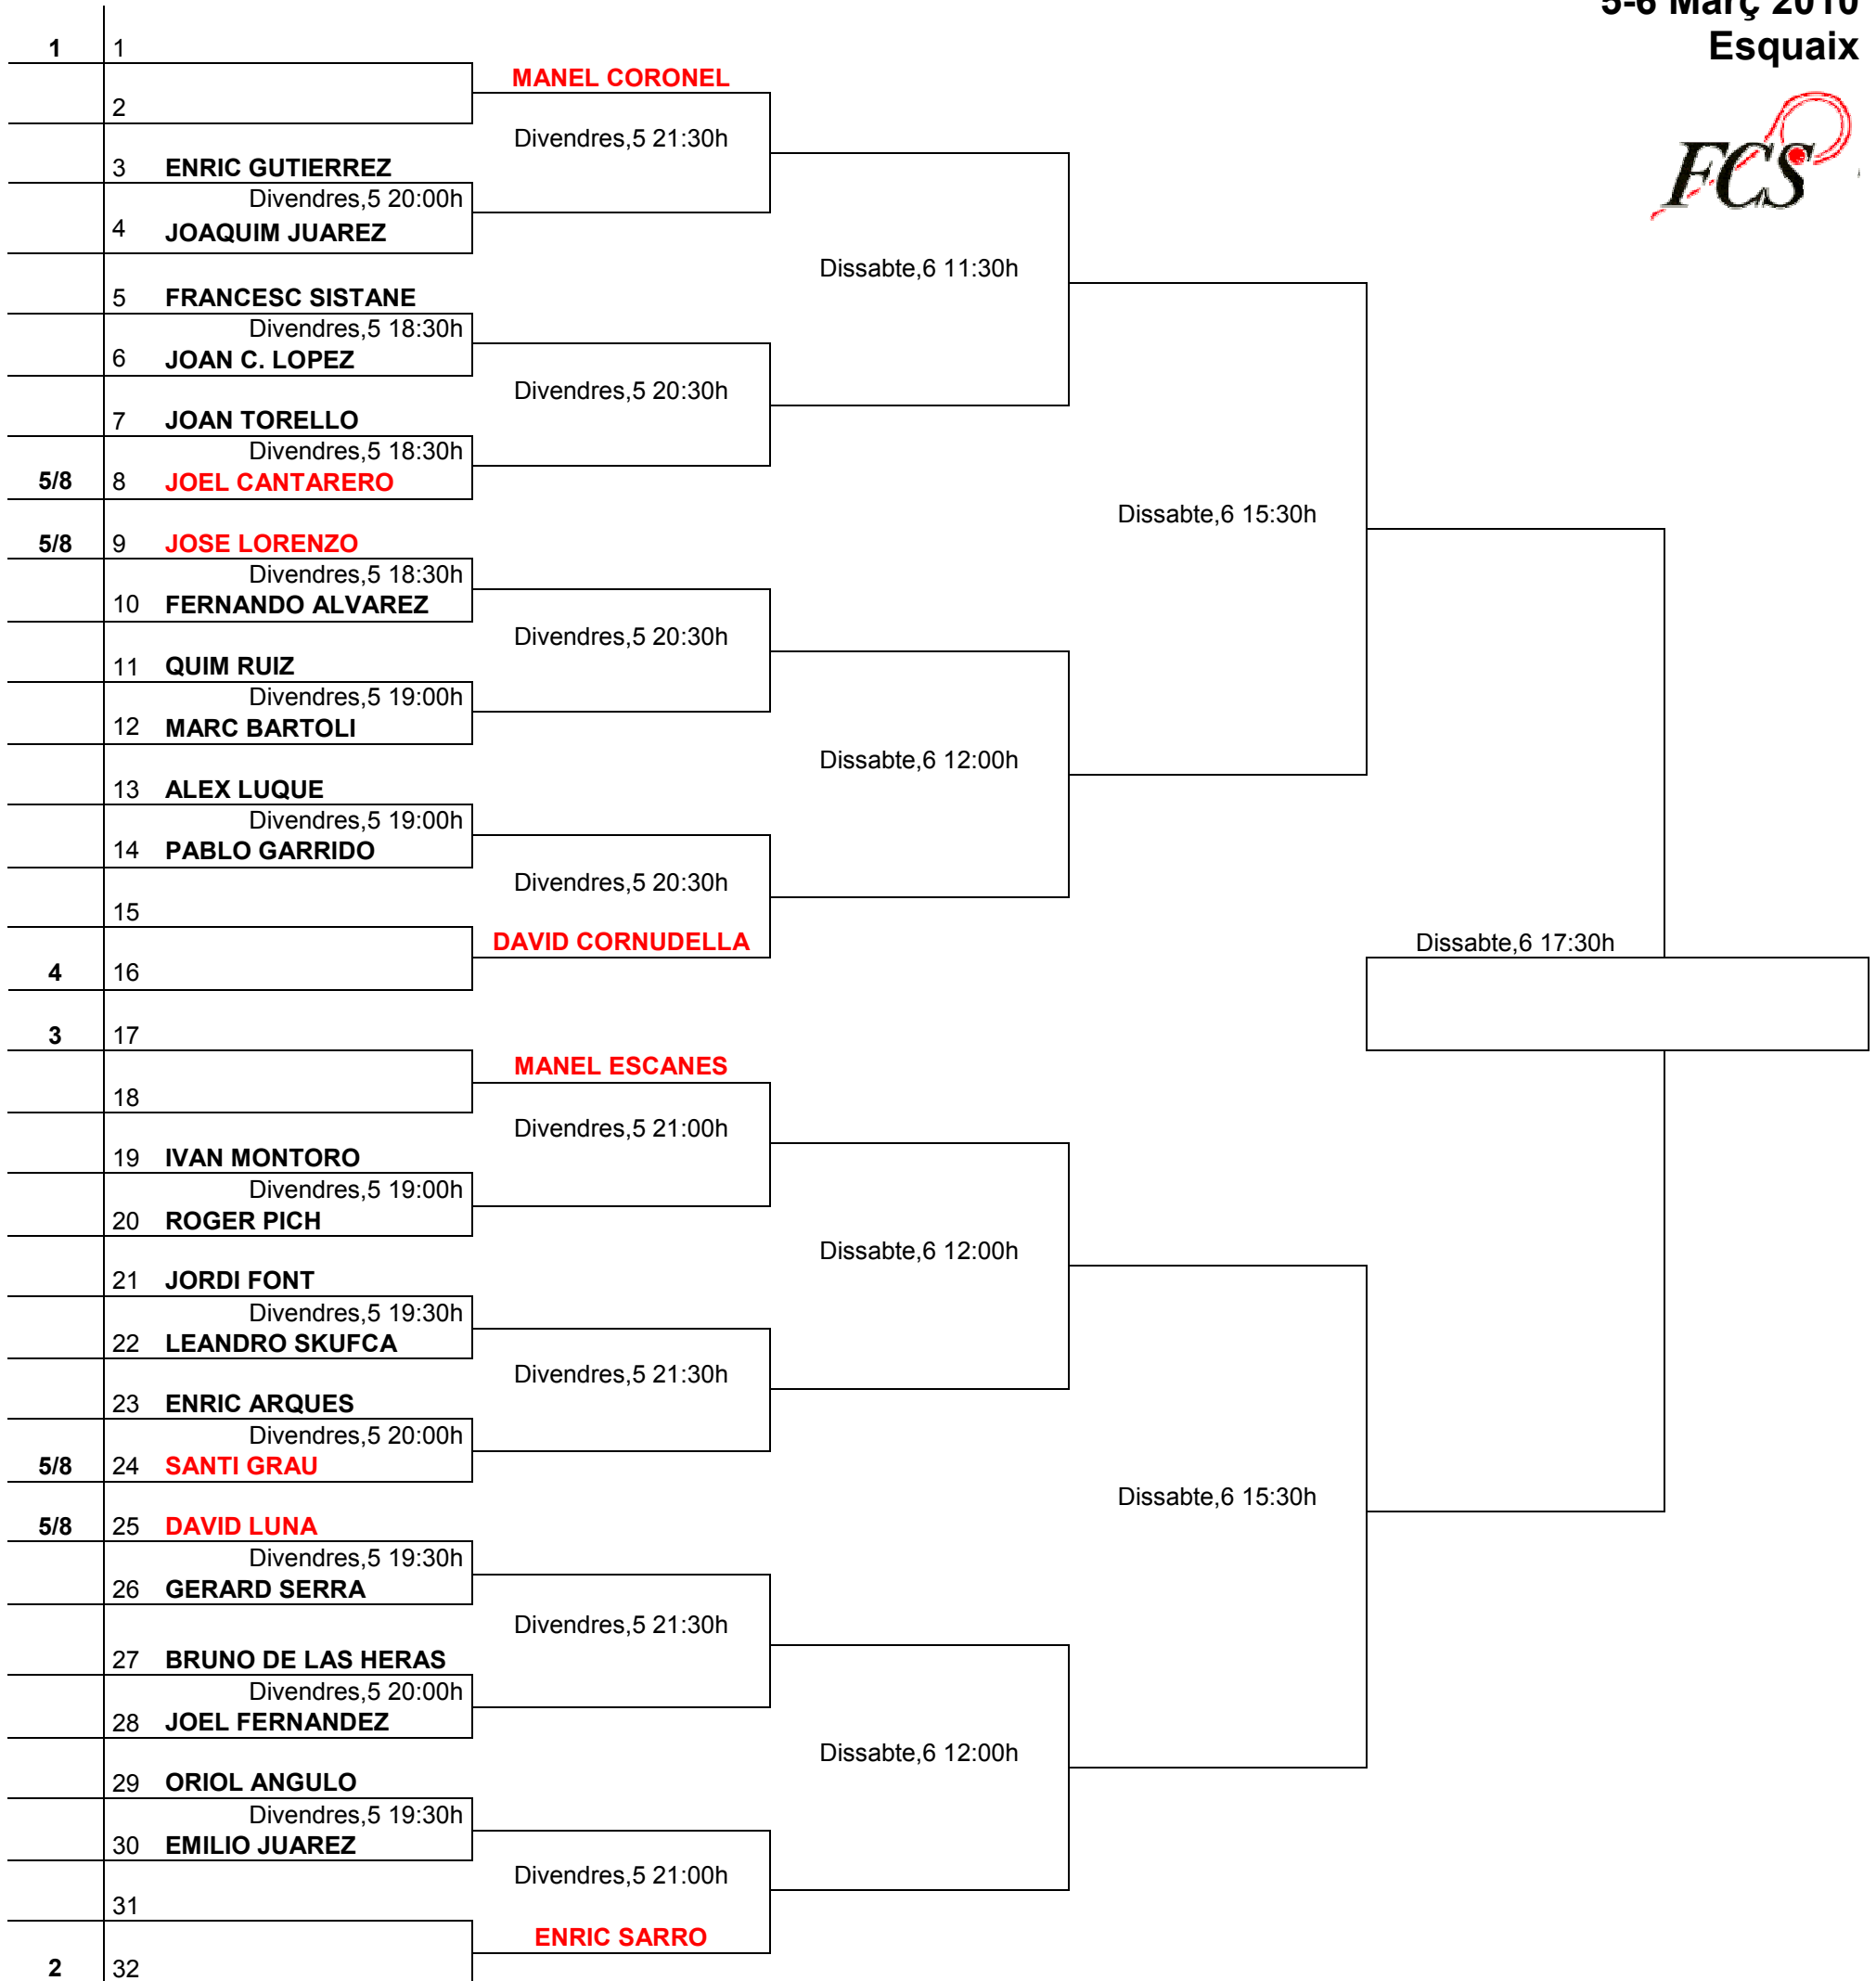 5-6 Març 2010
Esquaix
FCS
1 1
MANEL CORONEL
2
Divendres,5 21:30h
3 ENRIC GUTIERREZ
Divendres,5 20:00h
4 JOAQUIM JUAREZ
Dissabte,6 11:30h
5 FRANCESC SISTANE
Divendres,5 18:30h
6 JOAN C. LOPEZ
Divendres,5 20:30h
7 JOAN TORELLO
Divendres,5 18:30h
5/8 8 JOEL CANTARERO
Dissabte,6 15:30h
5/8 9 JOSE LORENZO
Divendres,5 18:30h
10 FERNANDO ALVAREZ
Divendres,5 20:30h
11 QUIM RUIZ
Divendres,5 19:00h
12 MARC BARTOLI
Dissabte,6 12:00h
13 ALEX LUQUE
Divendres,5 19:00h
14 PABLO GARRIDO
Divendres,5 20:30h
15
DAVID CORNUDELLA
Dissabte,6 17:30h
4 16
3 17
MANEL ESCANES
18
Divendres,5 21:00h
19 IVAN MONTORO
Divendres,5 19:00h
20 ROGER PICH
Dissabte,6 12:00h
21 JORDI FONT
Divendres,5 19:30h
22 LEANDRO SKUFCA
Divendres,5 21:30h
23 ENRIC ARQUES
Divendres,5 20:00h
5/8 24 SANTI GRAU
Dissabte,6 15:30h
5/8 25 DAVID LUNA
Divendres,5 19:30h
26 GERARD SERRA
Divendres,5 21:30h
27 BRUNO DE LAS HERAS
Divendres,5 20:00h
28 JOEL FERNANDEZ
Dissabte,6 12:00h
29 ORIOL ANGULO
Divendres,5 19:30h
30 EMILIO JUAREZ
Divendres,5 21:00h
31
ENRIC SARRO
2 32